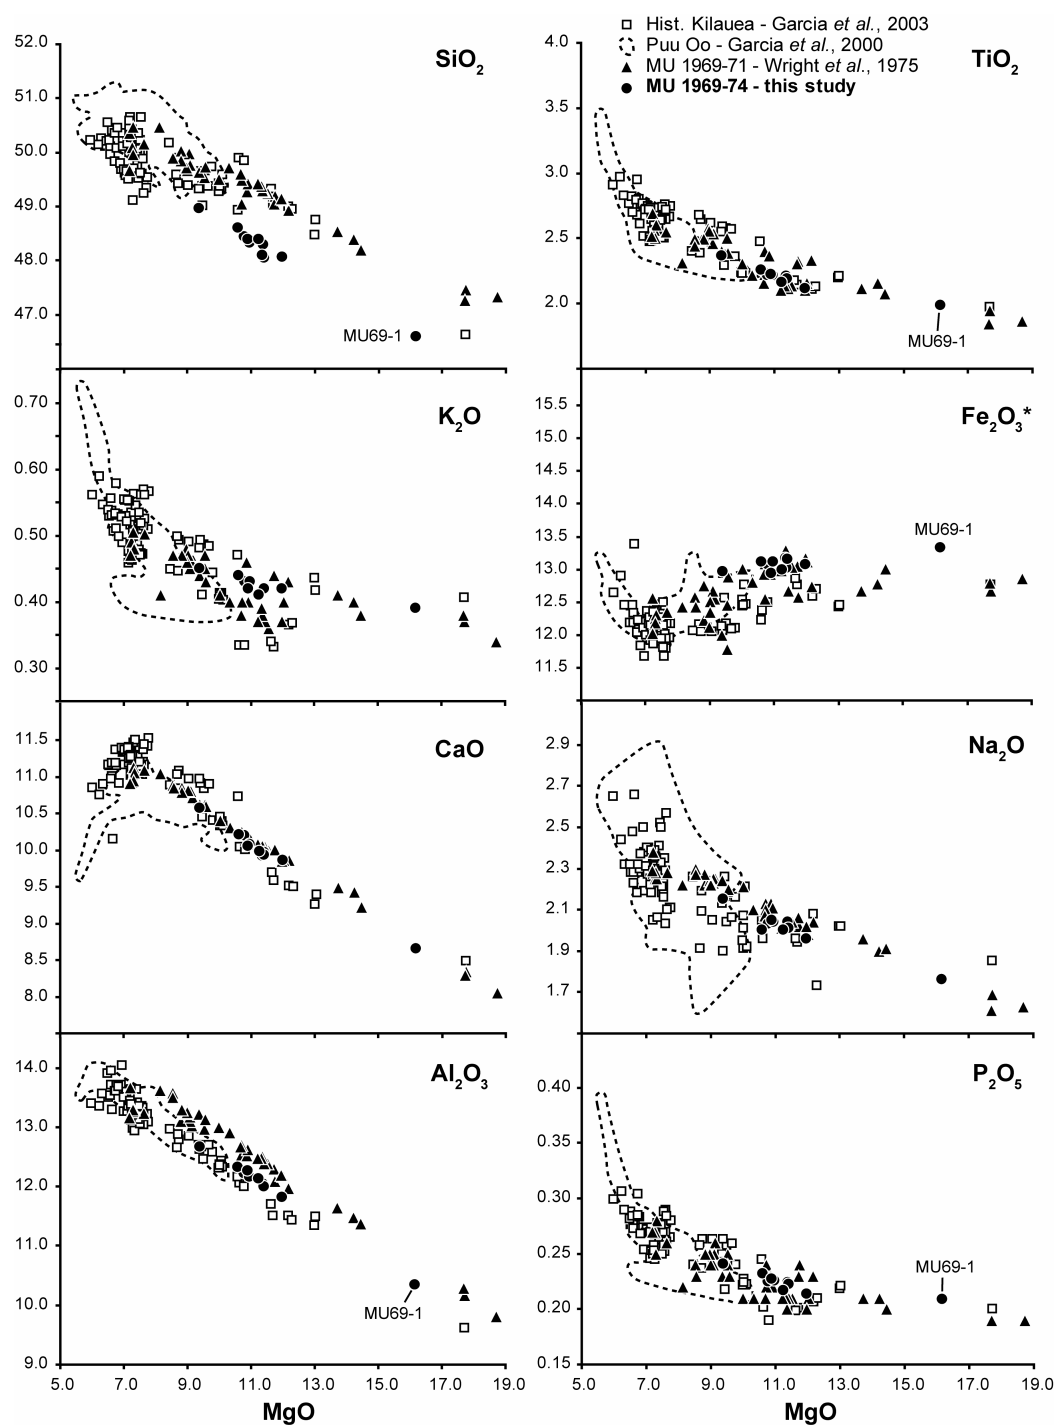 Hist. Kilauea - Garcia et al., 2003
Puu Oo - Garcia et al., 2000
MU 1969-71 - Wright et al., 1975
MU 1969-74 - this study
SiO2
52.0
51.0
50.0
49.0
48.0
47.0
MU69-1
TiO2
4.0
3.5
3.0
2.5
2.0
MU69-1
K2O
0.70
0.60
0.50
0.40
0.30
Fe2O3*
15.5
15.0
14.5
14.0
13.5
13.0
12.5
12.0
11.5
MU69-1
CaO
11.5
11.0
10.5
10.0
9.5
9.0
8.5
8.0
Na2O
2.9
2.7
2.5
2.3
2.1
1.9
1.7
Al2O3
14.0
13.0
12.0
11.0
10.0
9.0
MU69-1
5.0 7.0 9.0 11.0 13.0 15.0 17.0 19.0
MgO
P2O5
0.40
0.35
0.30
0.25
0.20
0.15
MU69-1
5.0 7.0 9.0 11.0 13.0 15.0 17.0 19.0
MgO